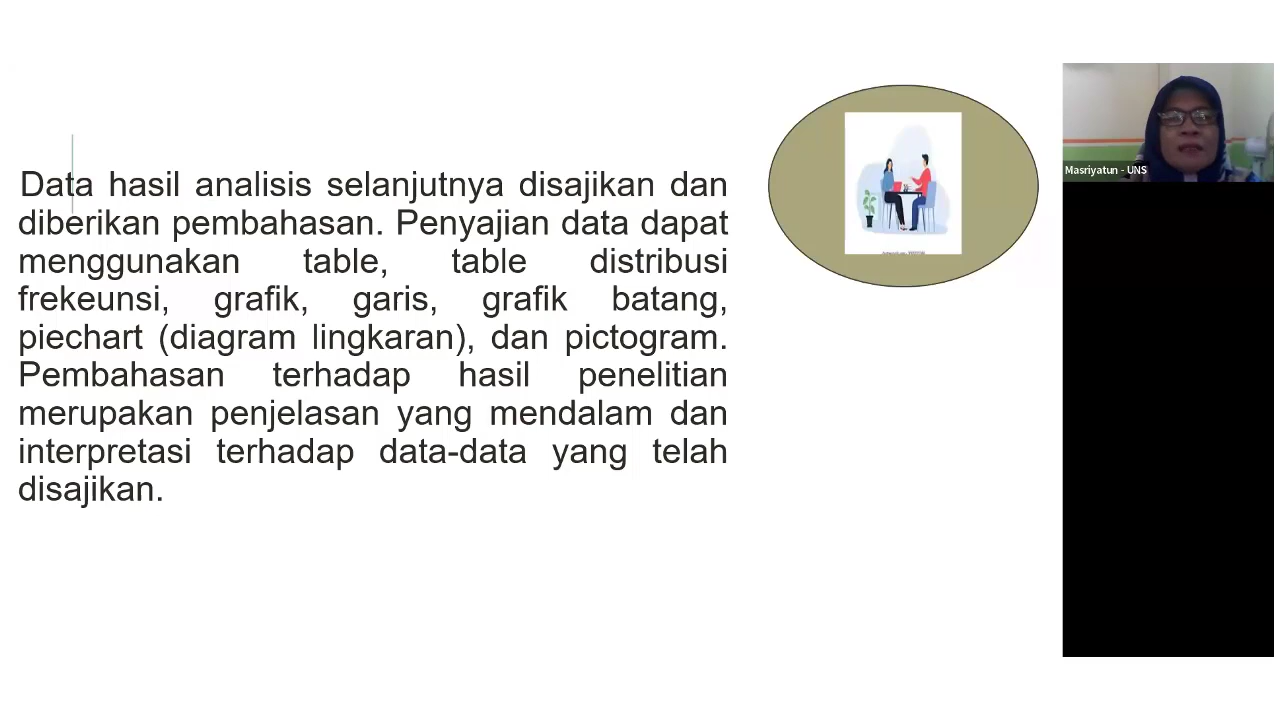 Data hasil analisis selanjutnya disajikan dan
diberikan pembahasan. Penyajian data dapat
menggunakan table, table distribusi
frekeunsi, grafik, garis, grafik batang,
piechart (diagram lingkaran), dan pictogram.
Pembahasan terhadap hasil penelitian
merupakan penjelasan yang mendalam dan
interpretasi terhadap data-data yang telah
disajikan.
Masriyatun - UNS